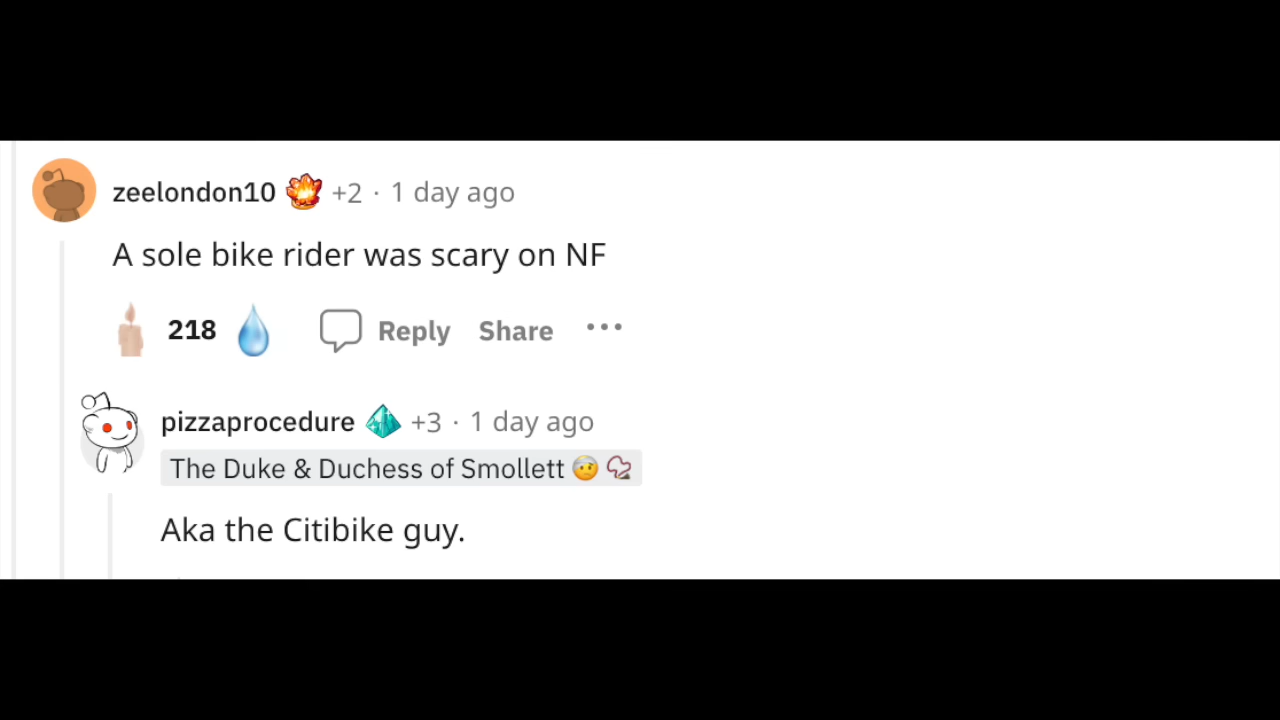 zeelondon10 +2 · 1 day ago
A sole bike rider was scary on NF
218 Reply Share ···
pizzaprocedure +3 · 1 day ago
The Duke & Duchess of Smollett 🤕
Aka the Citibike guy.